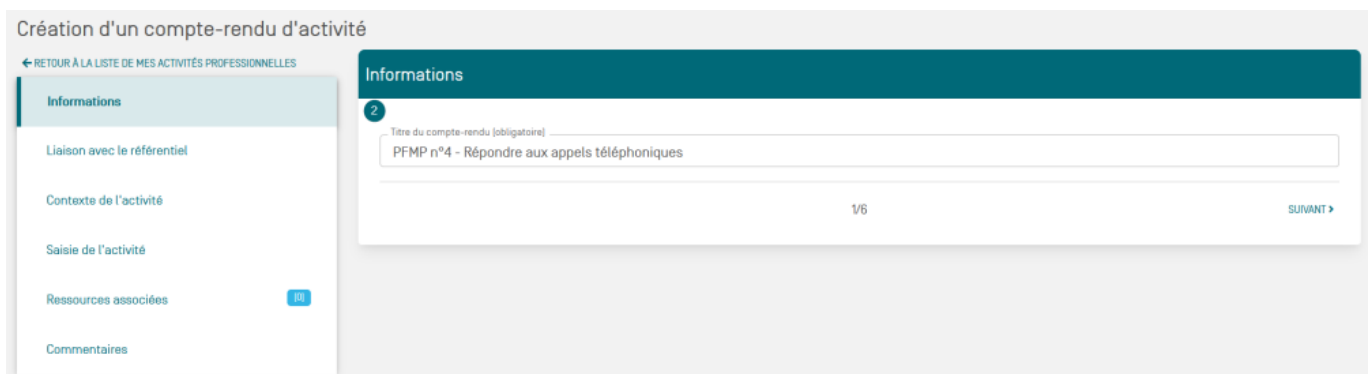 Création d'un compte-rendu d'activité
← RETOUR À LA LISTE DE MES ACTIVITÉS PROFESSIONNELLES
Informations
Liaison avec le référentiel
Contexte de l'activité
Saisie de l'activité
Ressources associées (0)
Commentaires
Informations
2
Titre du compte-rendu (obligatoire)
PFMP n°4 - Répondre aux appels téléphoniques
1/6
SUIVANT >